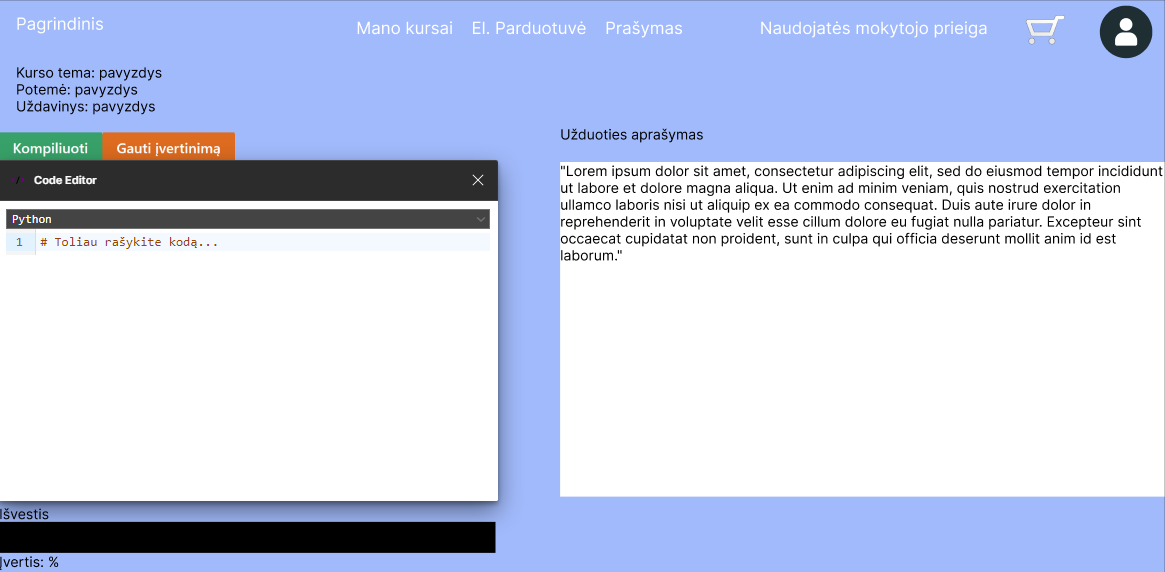 Pagrindinis
Mano kursai El. Parduotuvė Prašymas Naudojatės mokytojo prieiga
Kurso tema: pavyzdys
Potemė: pavyzdys
Uždavinys: pavyzdys
Kompiliuoti Gauti įvertinimą
/ Code Editor
Python
1 # Toliau rašykite kodą...
Išvestis
Įvertis: %
Užduoties aprašymas
"Lorem ipsum dolor sit amet, consectetur adipiscing elit, sed do eiusmod tempor incididunt
ut labore et dolore magna aliqua. Ut enim ad minim veniam, quis nostrud exercitation
ullamco laboris nisi ut aliquip ex ea commodo consequat. Duis aute irure dolor in
reprehenderit in voluptate velit esse cillum dolore eu fugiat nulla pariatur. Excepteur sint
occaecat cupidatat non proident, sunt in culpa qui officia deserunt mollit anim id est
laborum."